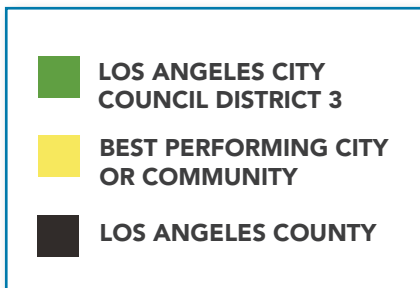 LOS ANGELES CITY
COUNCIL DISTRICT 3
BEST PERFORMING CITY
OR COMMUNITY
LOS ANGELES COUNTY